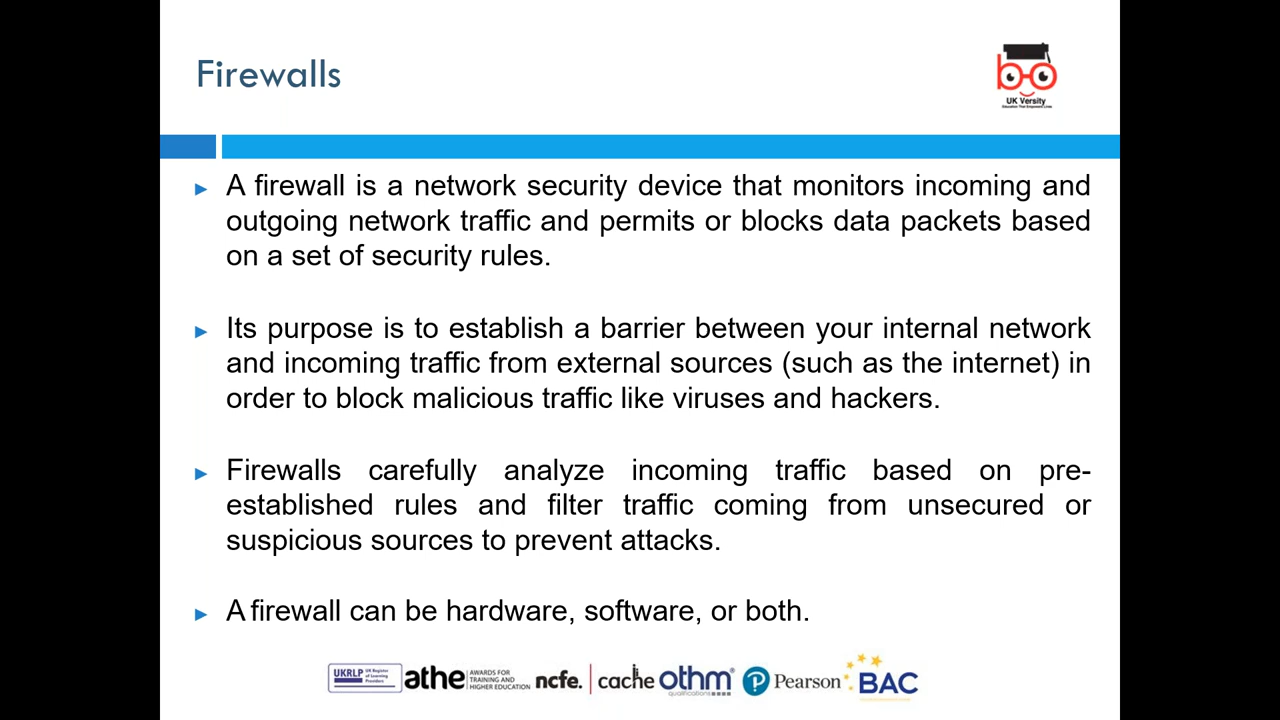 Firewalls
UK Versity
Education That Empower Lives
► A firewall is a network security device that monitors incoming and
outgoing network traffic and permits or blocks data packets based
on a set of security rules.
► Its purpose is to establish a barrier between your internal network
and incoming traffic from external sources (such as the internet) in
order to block malicious traffic like viruses and hackers.
► Firewalls carefully analyze incoming traffic based on pre-
established rules and filter traffic coming from unsecured or
suspicious sources to prevent attacks.
► A firewall can be hardware, software, or both.
UKRLP UK Register of Learning Providers
athe AWARDS FOR TRAINING AND HIGHER EDUCATION
ncfe. cache
othm qualifications
Pearson
BAC